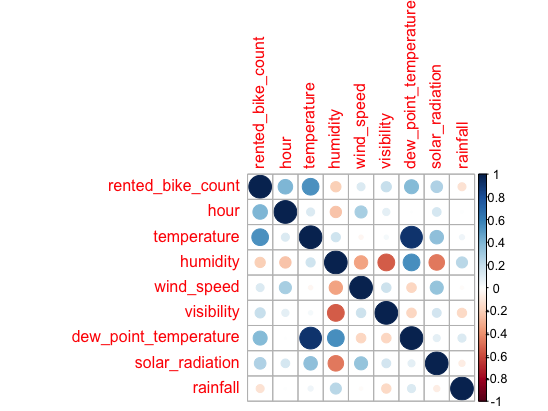 rented_bike_count
hour
temperature
humidity
wind_speed
visibility
dew_point_temperature
solar_radiation
rainfall
rented_bike_count
hour
temperature
humidity
wind_speed
visibility
dew_point_temperature
solar_radiation
rainfall
1
0.8
0.6
0.4
0.2
0
-0.2
-0.4
-0.6
-0.8
-1